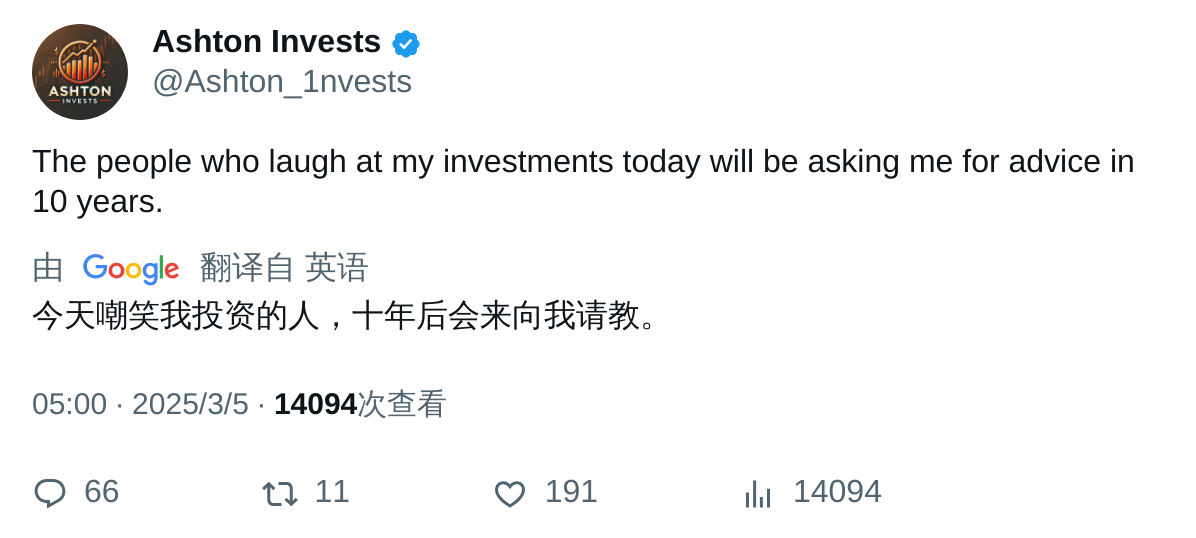 Ashton Invests
@Ashton_1nvests
ASHTON
INVESTS
The people who laugh at my investments today will be asking me for advice in
10 years.
由 Google 翻译自 英语
今天嘲笑我投资的人，十年后会来向我请教。
05:00 · 2025/3/5 · 14094次查看
66 11 191 14094